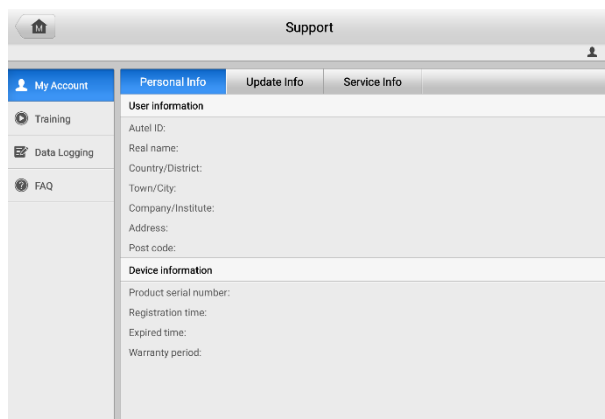 M
Support
My Account
Training
Data Logging
FAQ
Personal Info
Update Info
Service Info
User information
Autel ID:
Real name:
Country/District:
Town/City:
Company/Institute:
Address:
Post code:
Device information
Product serial number:
Registration time:
Expired time:
Warranty period: